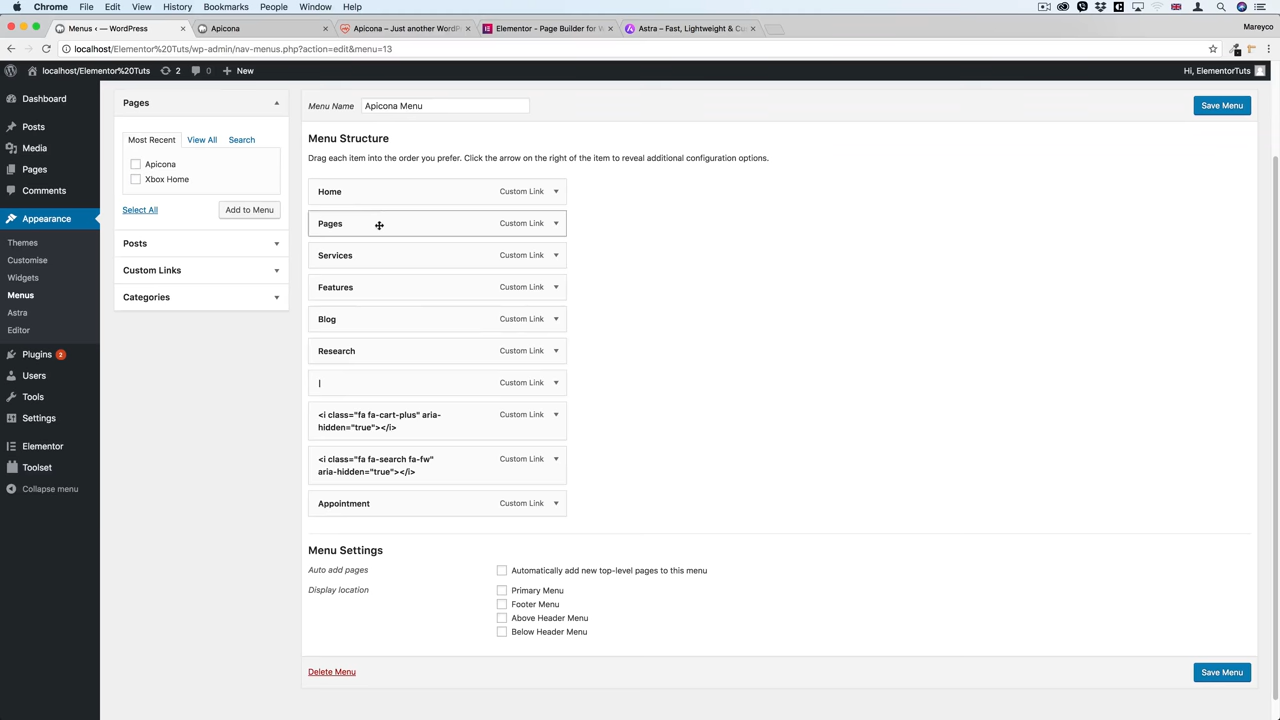 Chrome File Edit View History Bookmarks People Window Help
Menus ‹ — WordPress
Apicona
Apicona – Just another WordP
Elementor - Page Builder for W
Astra – Fast, Lightweight & Cu
Mareyco
localhost/Elementor%20Tuts/wp-admin/nav-menus.php?action=edit&menu=13
localhost/Elementor%20Tuts 2 0 New
Hi, ElementorTuts
Dashboard
Posts
Media
Pages
Comments
Appearance
Themes
Customise
Widgets
Menus
Astra
Editor
Plugins 2
Users
Tools
Settings
Elementor
Toolset
Collapse menu
Pages
Most Recent View All Search
Apicona
Xbox Home
Select All Add to Menu
Posts
Custom Links
Categories
Menu Name Apicona Menu Save Menu
Menu Structure
Drag each item into the order you prefer. Click the arrow on the right of the item to reveal additional configuration options.
Home Custom Link
Pages Custom Link
Services Custom Link
Features Custom Link
Blog Custom Link
Research Custom Link
| Custom Link
<i class="fa fa-cart-plus" aria- Custom Link
hidden="true"></i>
<i class="fa fa-search fa-fw" Custom Link
aria-hidden="true"></i>
Appointment Custom Link
Menu Settings
Auto add pages Automatically add new top-level pages to this menu
Display location Primary Menu
Footer Menu
Above Header Menu
Below Header Menu
Delete Menu Save Menu